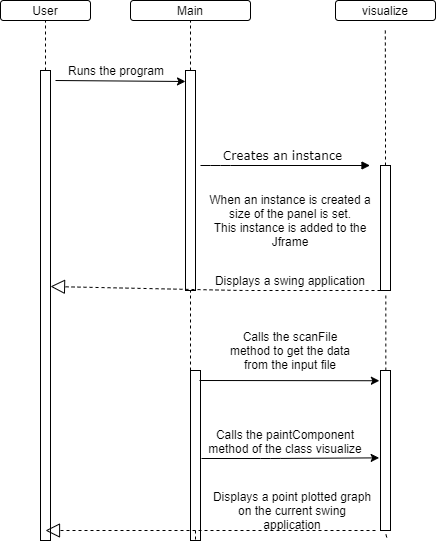 User
Main
visualize
Runs the program
Creates an instance
When an instance is created a
size of the panel is set.
This instance is added to the
Jframe
Displays a swing application
Calls the scanFile
method to get the data
from the input file
Calls the paintComponent
method of the class visualize
Displays a point plotted graph
on the current swing
application